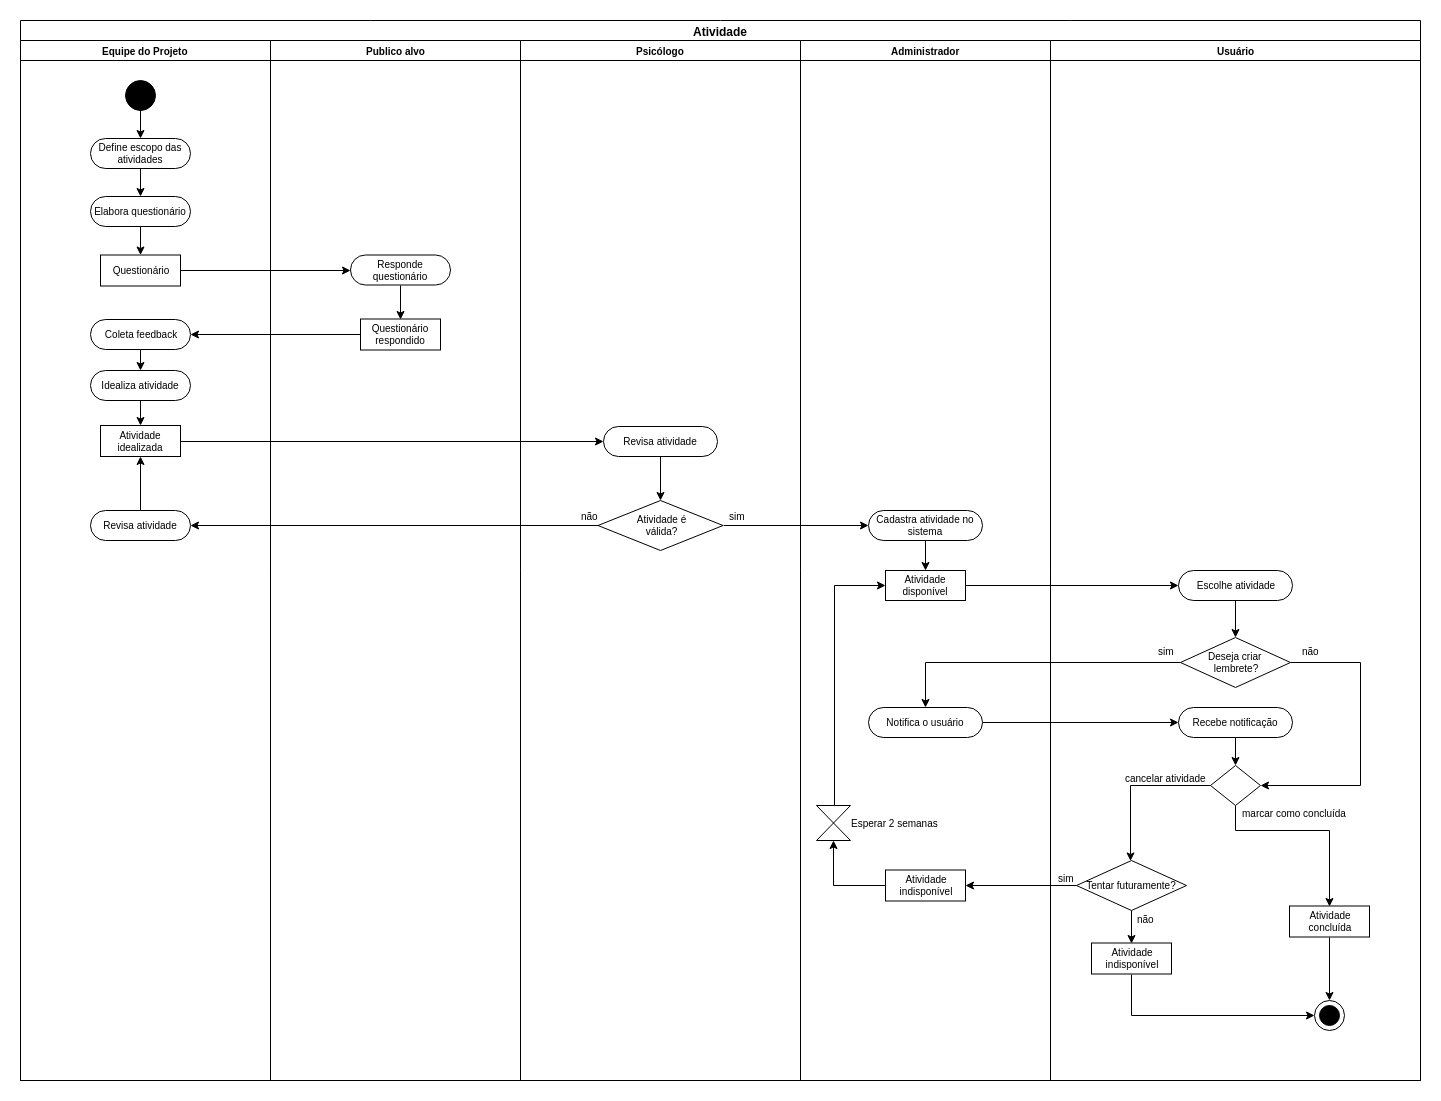 Atividade
Equipe do Projeto
Publico alvo
Psicólogo
Administrador
Usuário
Define escopo das
atividades
Elabora questionário
Questionário
Responde
questionário
Coleta feedback
Questionário
respondido
Idealiza atividade
Atividade
idealizada
Revisa atividade
Revisa atividade
não
Atividade é
válida?
sim
Cadastra atividade no
sistema
Atividade
disponível
Escolhe atividade
sim
Deseja criar
lembrete?
não
Notifica o usuário
Recebe notificação
cancelar atividade
marcar como concluída
Esperar 2 semanas
Atividade
indisponível
sim
Tentar futuramente?
não
Atividade
concluída
Atividade
indisponível